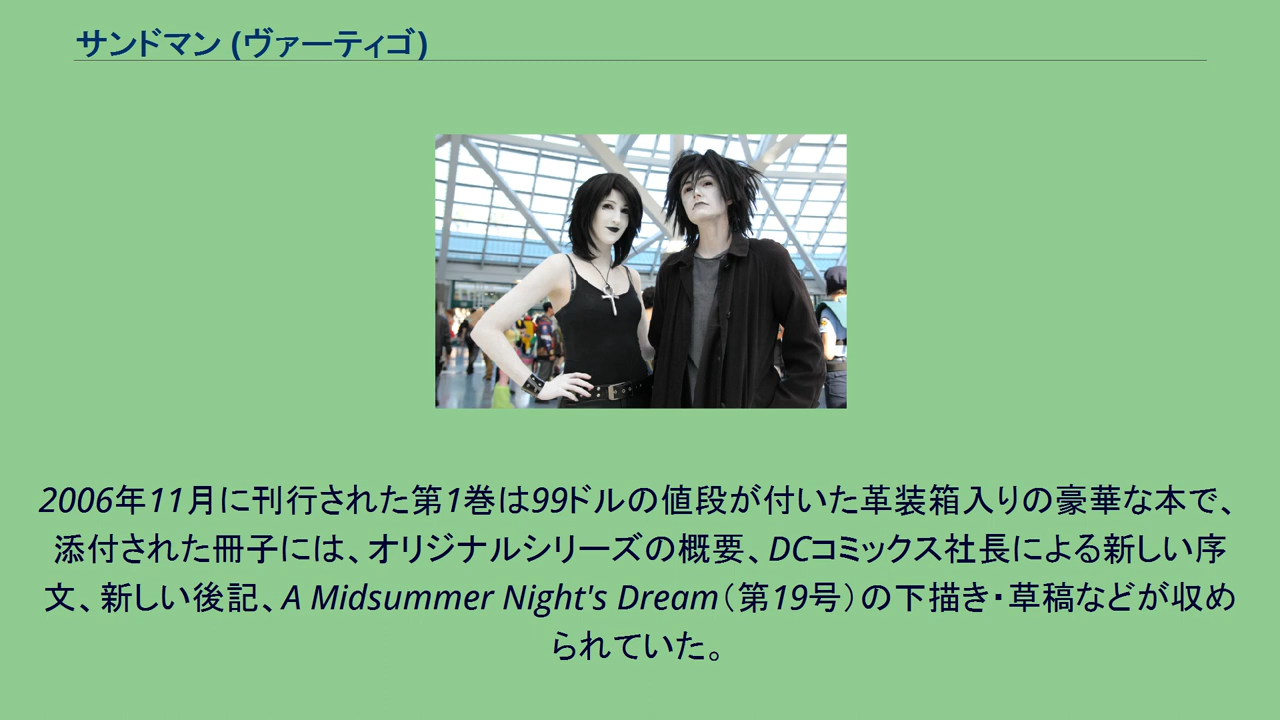 サンドマン (ヴァーティゴ)
2006年11月に刊行された第1巻は99ドルの値段が付いた革装箱入りの豪華な本で、
添付された冊子には、オリジナルシリーズの概要、DCコミックス社長による新しい序
文、新しい後記、A Midsummer Night's Dream（第19号）の下描き・草稿などが収め
られていた。